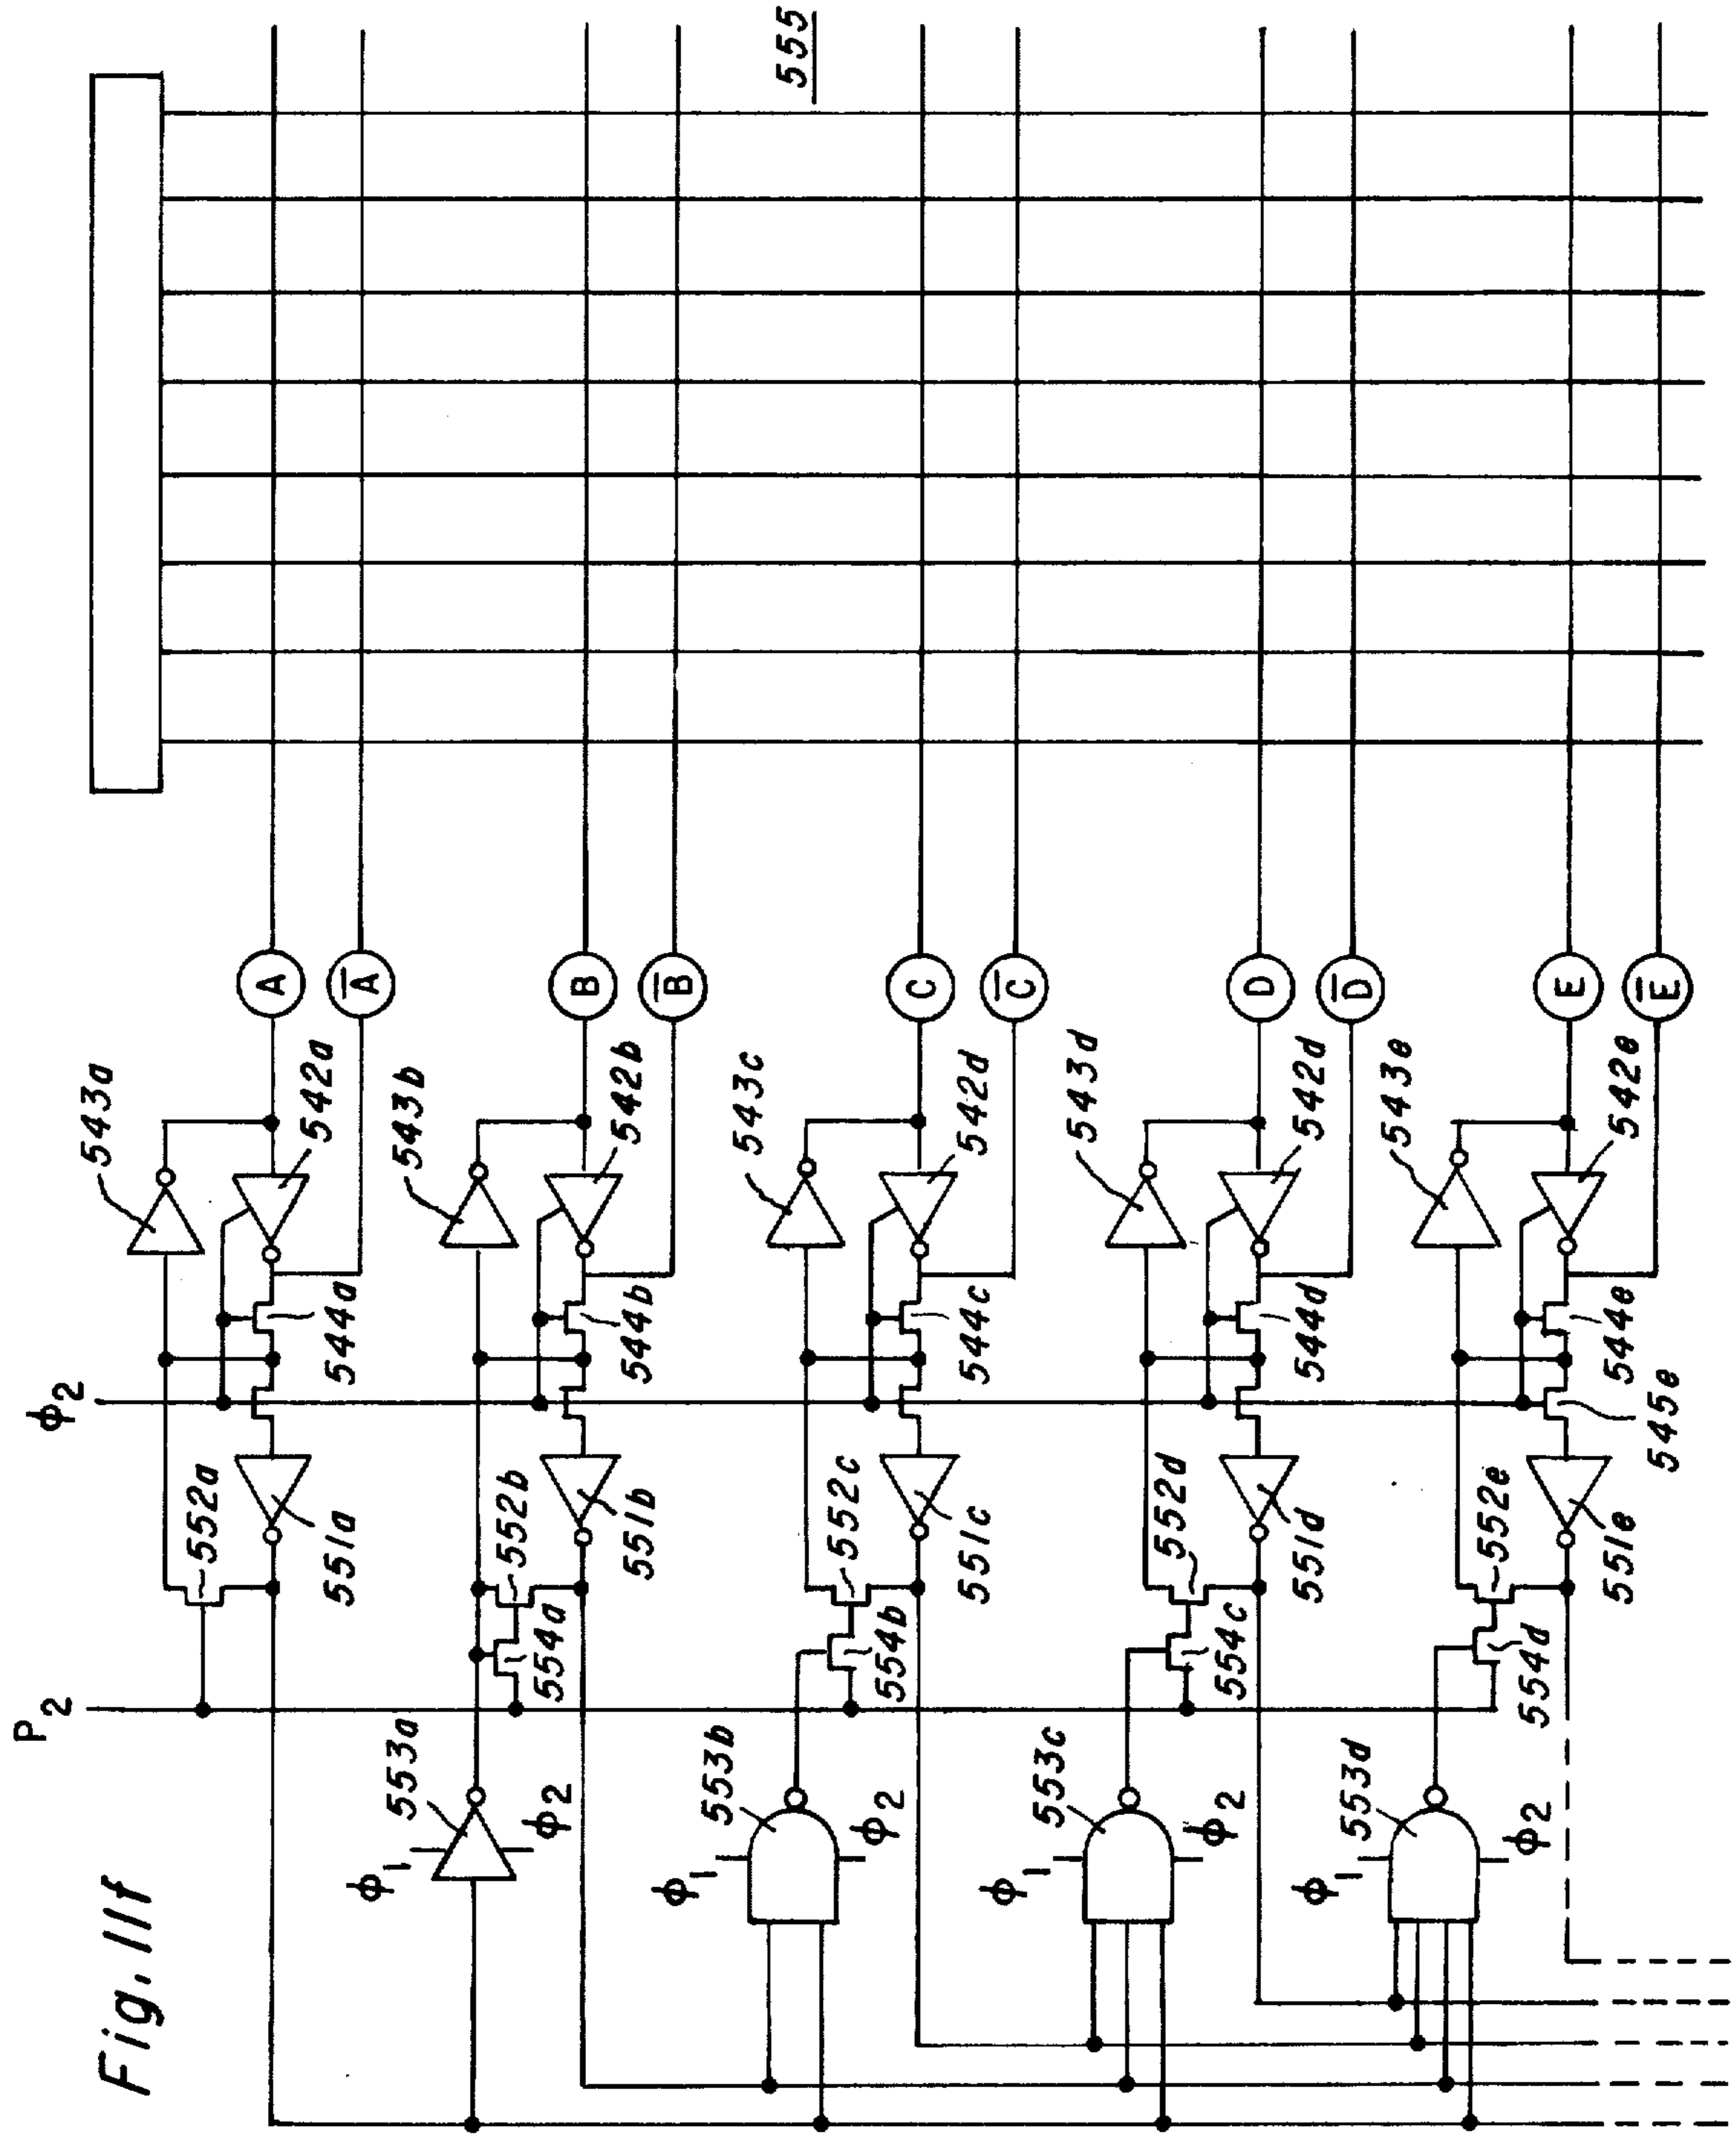 Fig. 11f
P2
Φ2
555
543a
A
Ā
542a
544a
552a
551a
Φ1
553a
Φ2
543b
B
B̄
542b
544b
552b
554a
551b
Φ1
553b
Φ2
543c
C
C̄
542d
544c
552c
554b
551c
Φ1
553c
Φ2
543d
D
D̄
542d
544d
552d
554c
551d
Φ1
553d
Φ2
543e
E
Ē
542e
544e
545e
552e
551e
554d